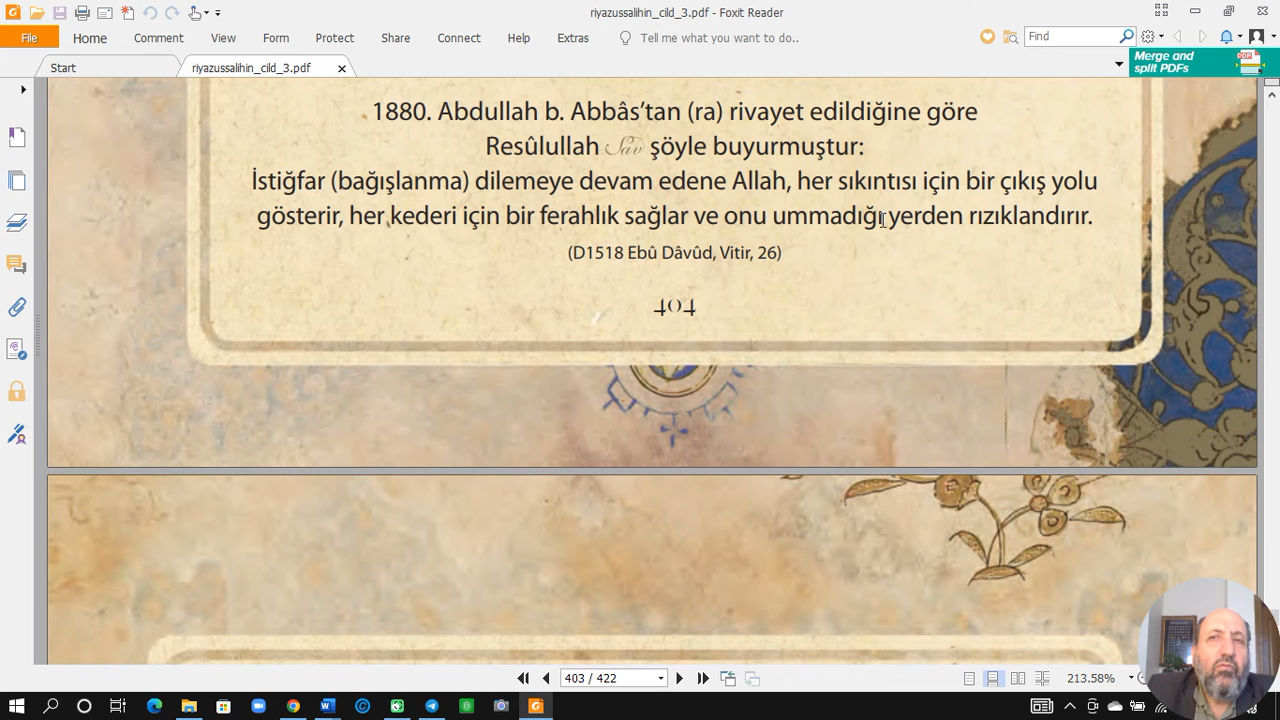 riyazussalihin_cild_3.pdf - Foxit Reader
File Home Comment View Form Protect Share Connect Help Extras Tell me what you want to do.. Find
Start riyazussalihin_cild_3.pdf
Merge and
split PDFs
1880. Abdullah b. Abbâs’tan (ra) rivayet edildiğine göre
Resûlullah Sav şöyle buyurmuştur:
İstiğfar (bağışlanma) dilemeye devam edene Allah, her sıkıntısı için bir çıkış yolu
gösterir, her kederi için bir ferahlık sağlar ve onu ummadığı yerden rızıklandırır.
(D1518 Ebû Dâvûd, Vitir, 26)
404
403 / 422
213.58%